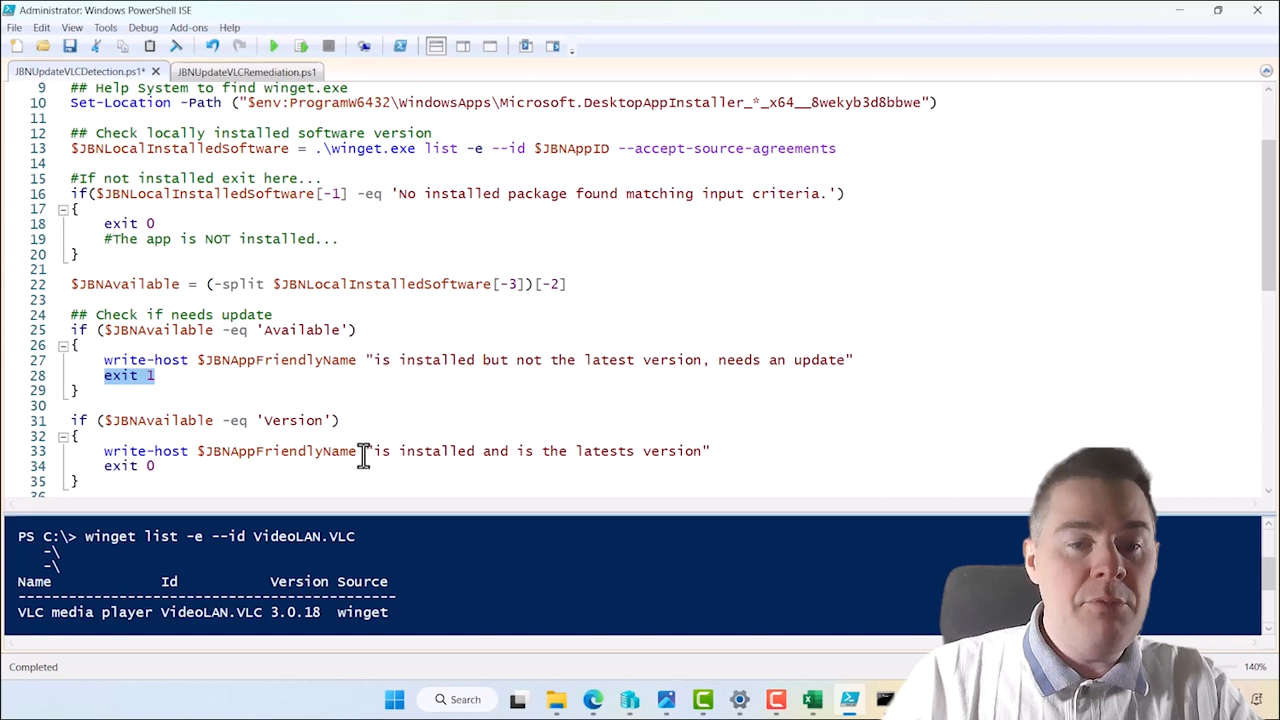 Administrator: Windows PowerShell ISE
File Edit View Tools Debug Add-ons Help
JBNUpdateVLCDetection.ps1* JBNUpdateVLCRemediation.ps1
9 ## Help System to find winget.exe
10 Set-Location -Path ("$env:ProgramW6432\WindowsApps\Microsoft.DesktopAppInstaller_*_x64__8wekyb3d8bbwe")
11
12 ## Check locally installed software version
13 $JBNLocalInstalledSoftware = .\winget.exe list -e --id $JBNAppID --accept-source-agreements
14
15 #If not installed exit here...
16 if($JBNLocalInstalledSoftware[-1] -eq 'No installed package found matching input criteria.')
17 {
18 exit 0
19 #The app is NOT installed...
20 }
21
22 $JBNAvailable = (-split $JBNLocalInstalledSoftware[-3])[-2]
23
24 ## Check if needs update
25 if ($JBNAvailable -eq 'Available')
26 {
27 write-host $JBNAppFriendlyName "is installed but not the latest version, needs an update"
28 exit 1
29 }
30
31 if ($JBNAvailable -eq 'Version')
32 {
33 write-host $JBNAppFriendlyName "is installed and is the latests version"
34 exit 0
35 }
36
PS C:\> winget list -e --id VideoLAN.VLC
-\
-\
Name Id Version Source
---------------------------------------------
VLC media player VideoLAN.VLC 3.0.18 winget
Completed 140%
Search